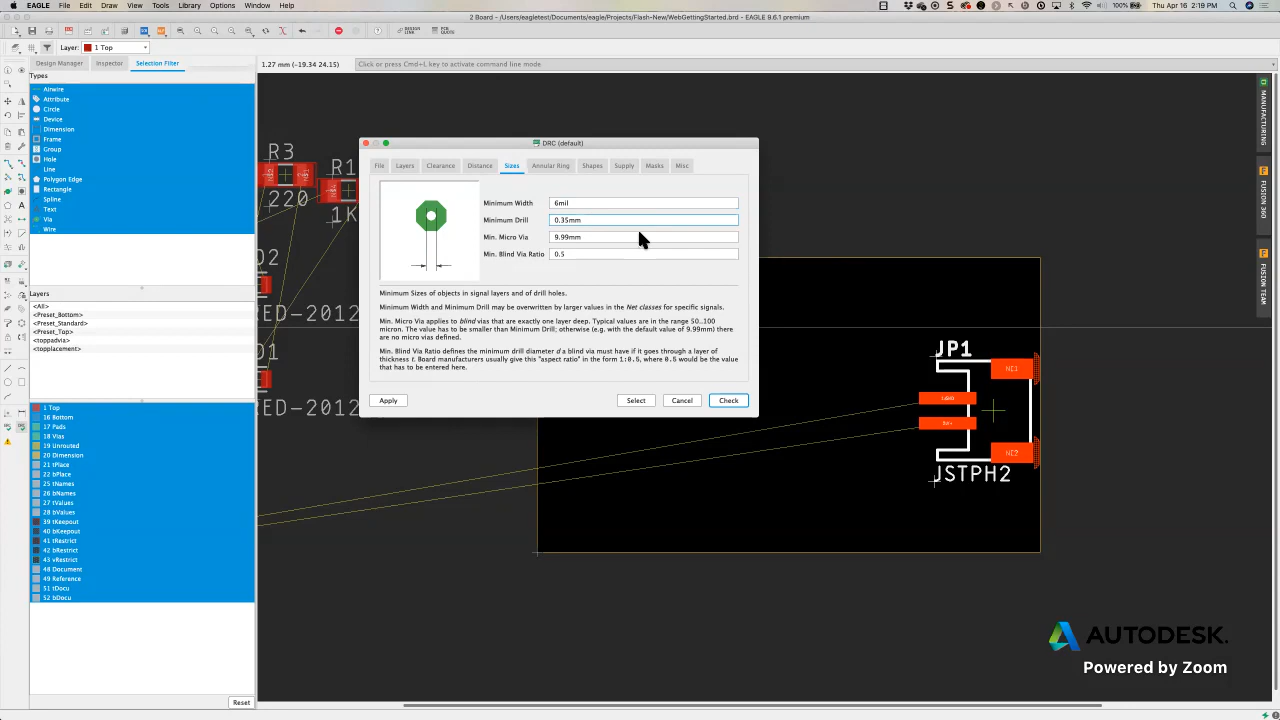 EAGLE File Edit Draw View Tools Library Options Window Help 100% Thu Apr 16 2:19 PM
2 Board - /Users/eagletest/Documents/eagle/Projects/Flash-New/WebGettingStarted.brd - EAGLE 9.6.1 premium
DESIGN LINK
PCB QUOTE
Layer: 1 Top
Design Manager Inspector Selection Filter
1.27 mm (-19.34 24.15)
Click or press Cmd+L key to activate command line mode
Types
Airwire
Attribute
Circle
Device
Dimension
Frame
Group
Hole
Line
Polygon Edge
Rectangle
Spline
Text
Via
Wire
Layers
<All>
<Preset_Bottom>
<Preset_Standard>
<Preset_Top>
<toppadvia>
<topplacement>
1 Top
16 Bottom
17 Pads
18 Vias
19 Unrouted
20 Dimension
21 tPlace
22 bPlace
25 tNames
26 bNames
27 tValues
28 bValues
39 tKeepout
40 bKeepout
41 tRestrict
42 bRestrict
43 vRestrict
48 Document
49 Reference
51 tDocu
52 bDocu
Reset
R3
R1
220
1K
D2
RED-2012
D1
RED-2012
DRC (default)
File Layers Clearance Distance Sizes Annular Ring Shapes Supply Masks Misc
Minimum Width 6mil
Minimum Drill 0.35mm
Min. Micro Via 9.99mm
Min. Blind Via Ratio 0.5
Minimum Sizes of objects in signal layers and of drill holes.
Minimum Width and Minimum Drill may be overwritten by larger values in the Net classes for specific signals.
Min. Micro Via applies to blind vias that are exactly one layer deep. Typical values are in the range 50..100
micron. The value has to be smaller than Minimum Drill; otherwise (e.g. with the default value of 9.99mm) there
are no micro vias defined.
Min. Blind Via Ratio defines the minimum drill diameter d a blind via must have if it goes through a layer of
thickness t. Board manufacturers usually give this "aspect ratio" in the form 1:0.5, where 0.5 would be the value
that has to be entered here.
Apply Select Cancel Check
JP1
NC1
NC2
JSTPH2
MANUFACTURING
FUSION 360
FUSION TEAM
AUTODESK.
Powered by Zoom